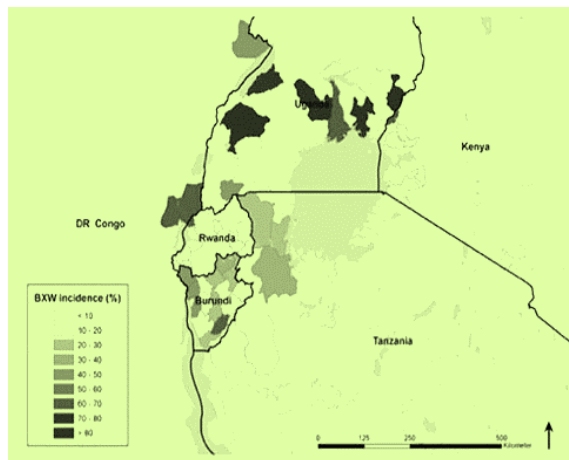 Uganda
Kenya
DR Congo
Rwanda
Burundi
Tanzania
BXW incidence (%)
< 10
10 - 20
20 - 30
30 - 40
40 - 50
50 - 60
60 - 70
70 - 80
> 80
0 125 250 500
Kilometer